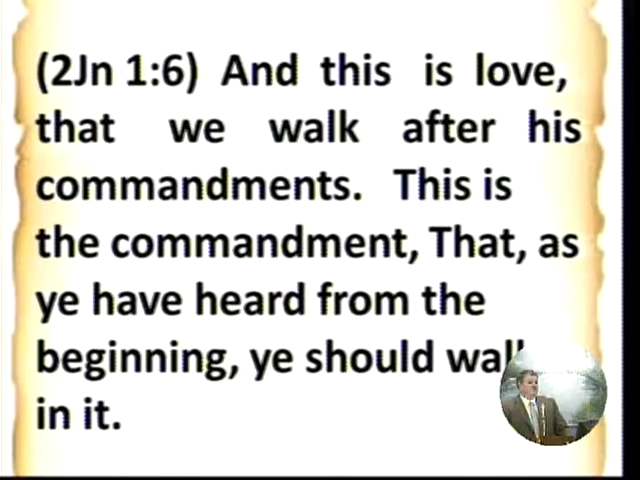 (2Jn 1:6) And this is love,
that we walk after his
commandments. This is
the commandment, That, as
ye have heard from the
beginning, ye should walk
in it.